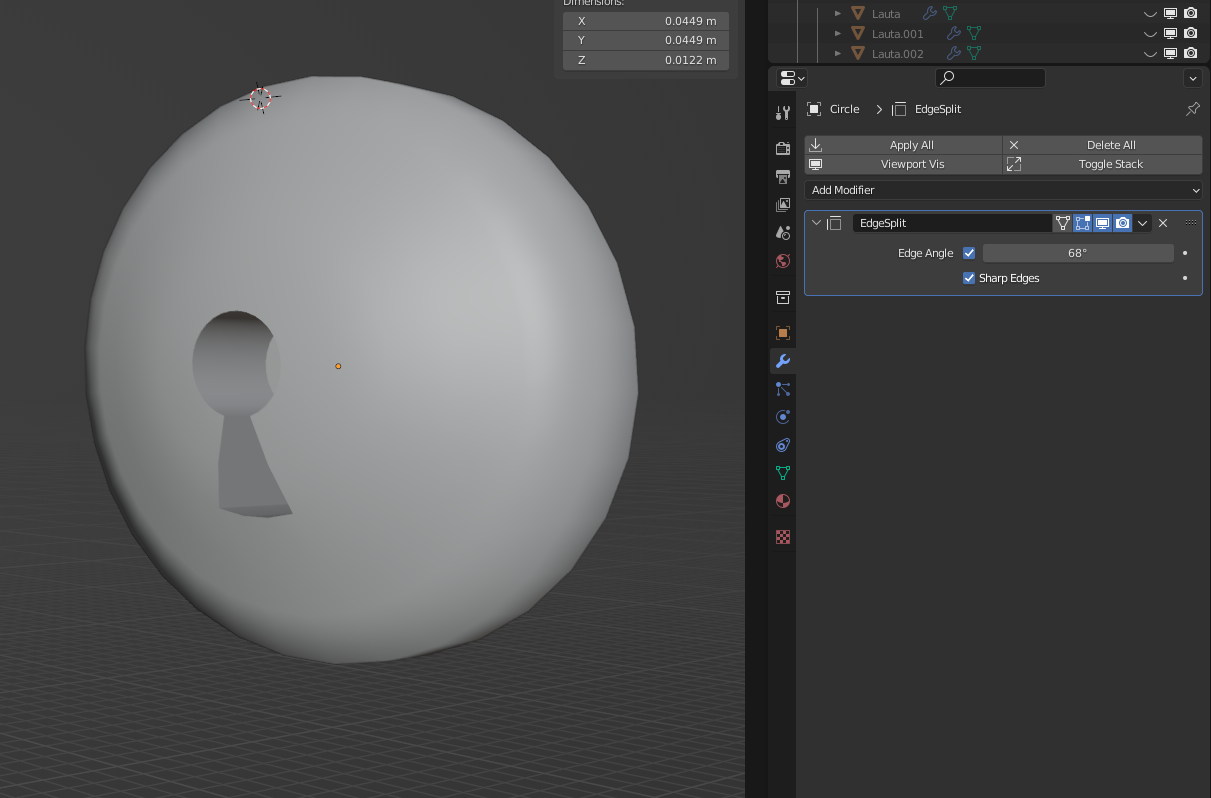 Dimensions:
X 0.0449 m
Y 0.0449 m
Z 0.0122 m
Lauta
Lauta.001
Lauta.002
Circle > EdgeSplit
Apply All Delete All
Viewport Vis Toggle Stack
Add Modifier
EdgeSplit
Edge Angle 68°
Sharp Edges